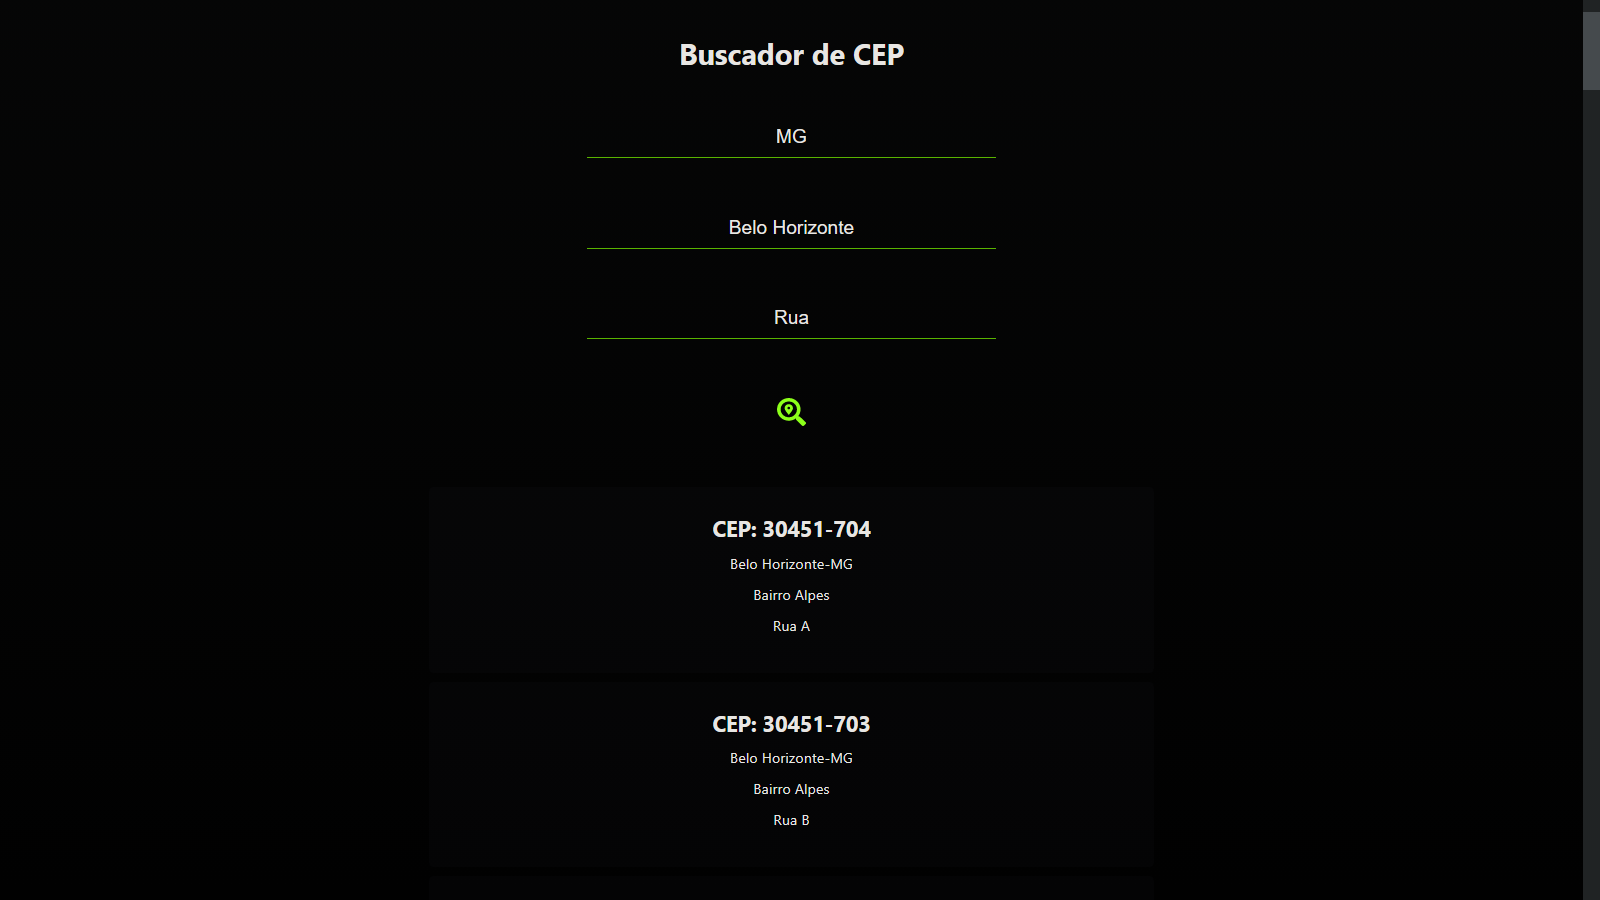 Buscador de CEP
MG
Belo Horizonte
Rua
CEP: 30451-704
Belo Horizonte-MG
Bairro Alpes
Rua A
CEP: 30451-703
Belo Horizonte-MG
Bairro Alpes
Rua B